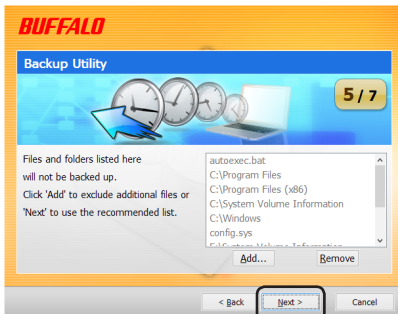 BUFFALO
Backup Utility
5 / 7
Files and folders listed here
will not be backed up.
Click 'Add' to exclude additional files or
'Next' to use the recommended list.
autoexec.bat
C:\Program Files
C:\Program Files (x86)
C:\System Volume Information
C:\Windows
config.sys
Add...
Remove
< Back
Next >
Cancel